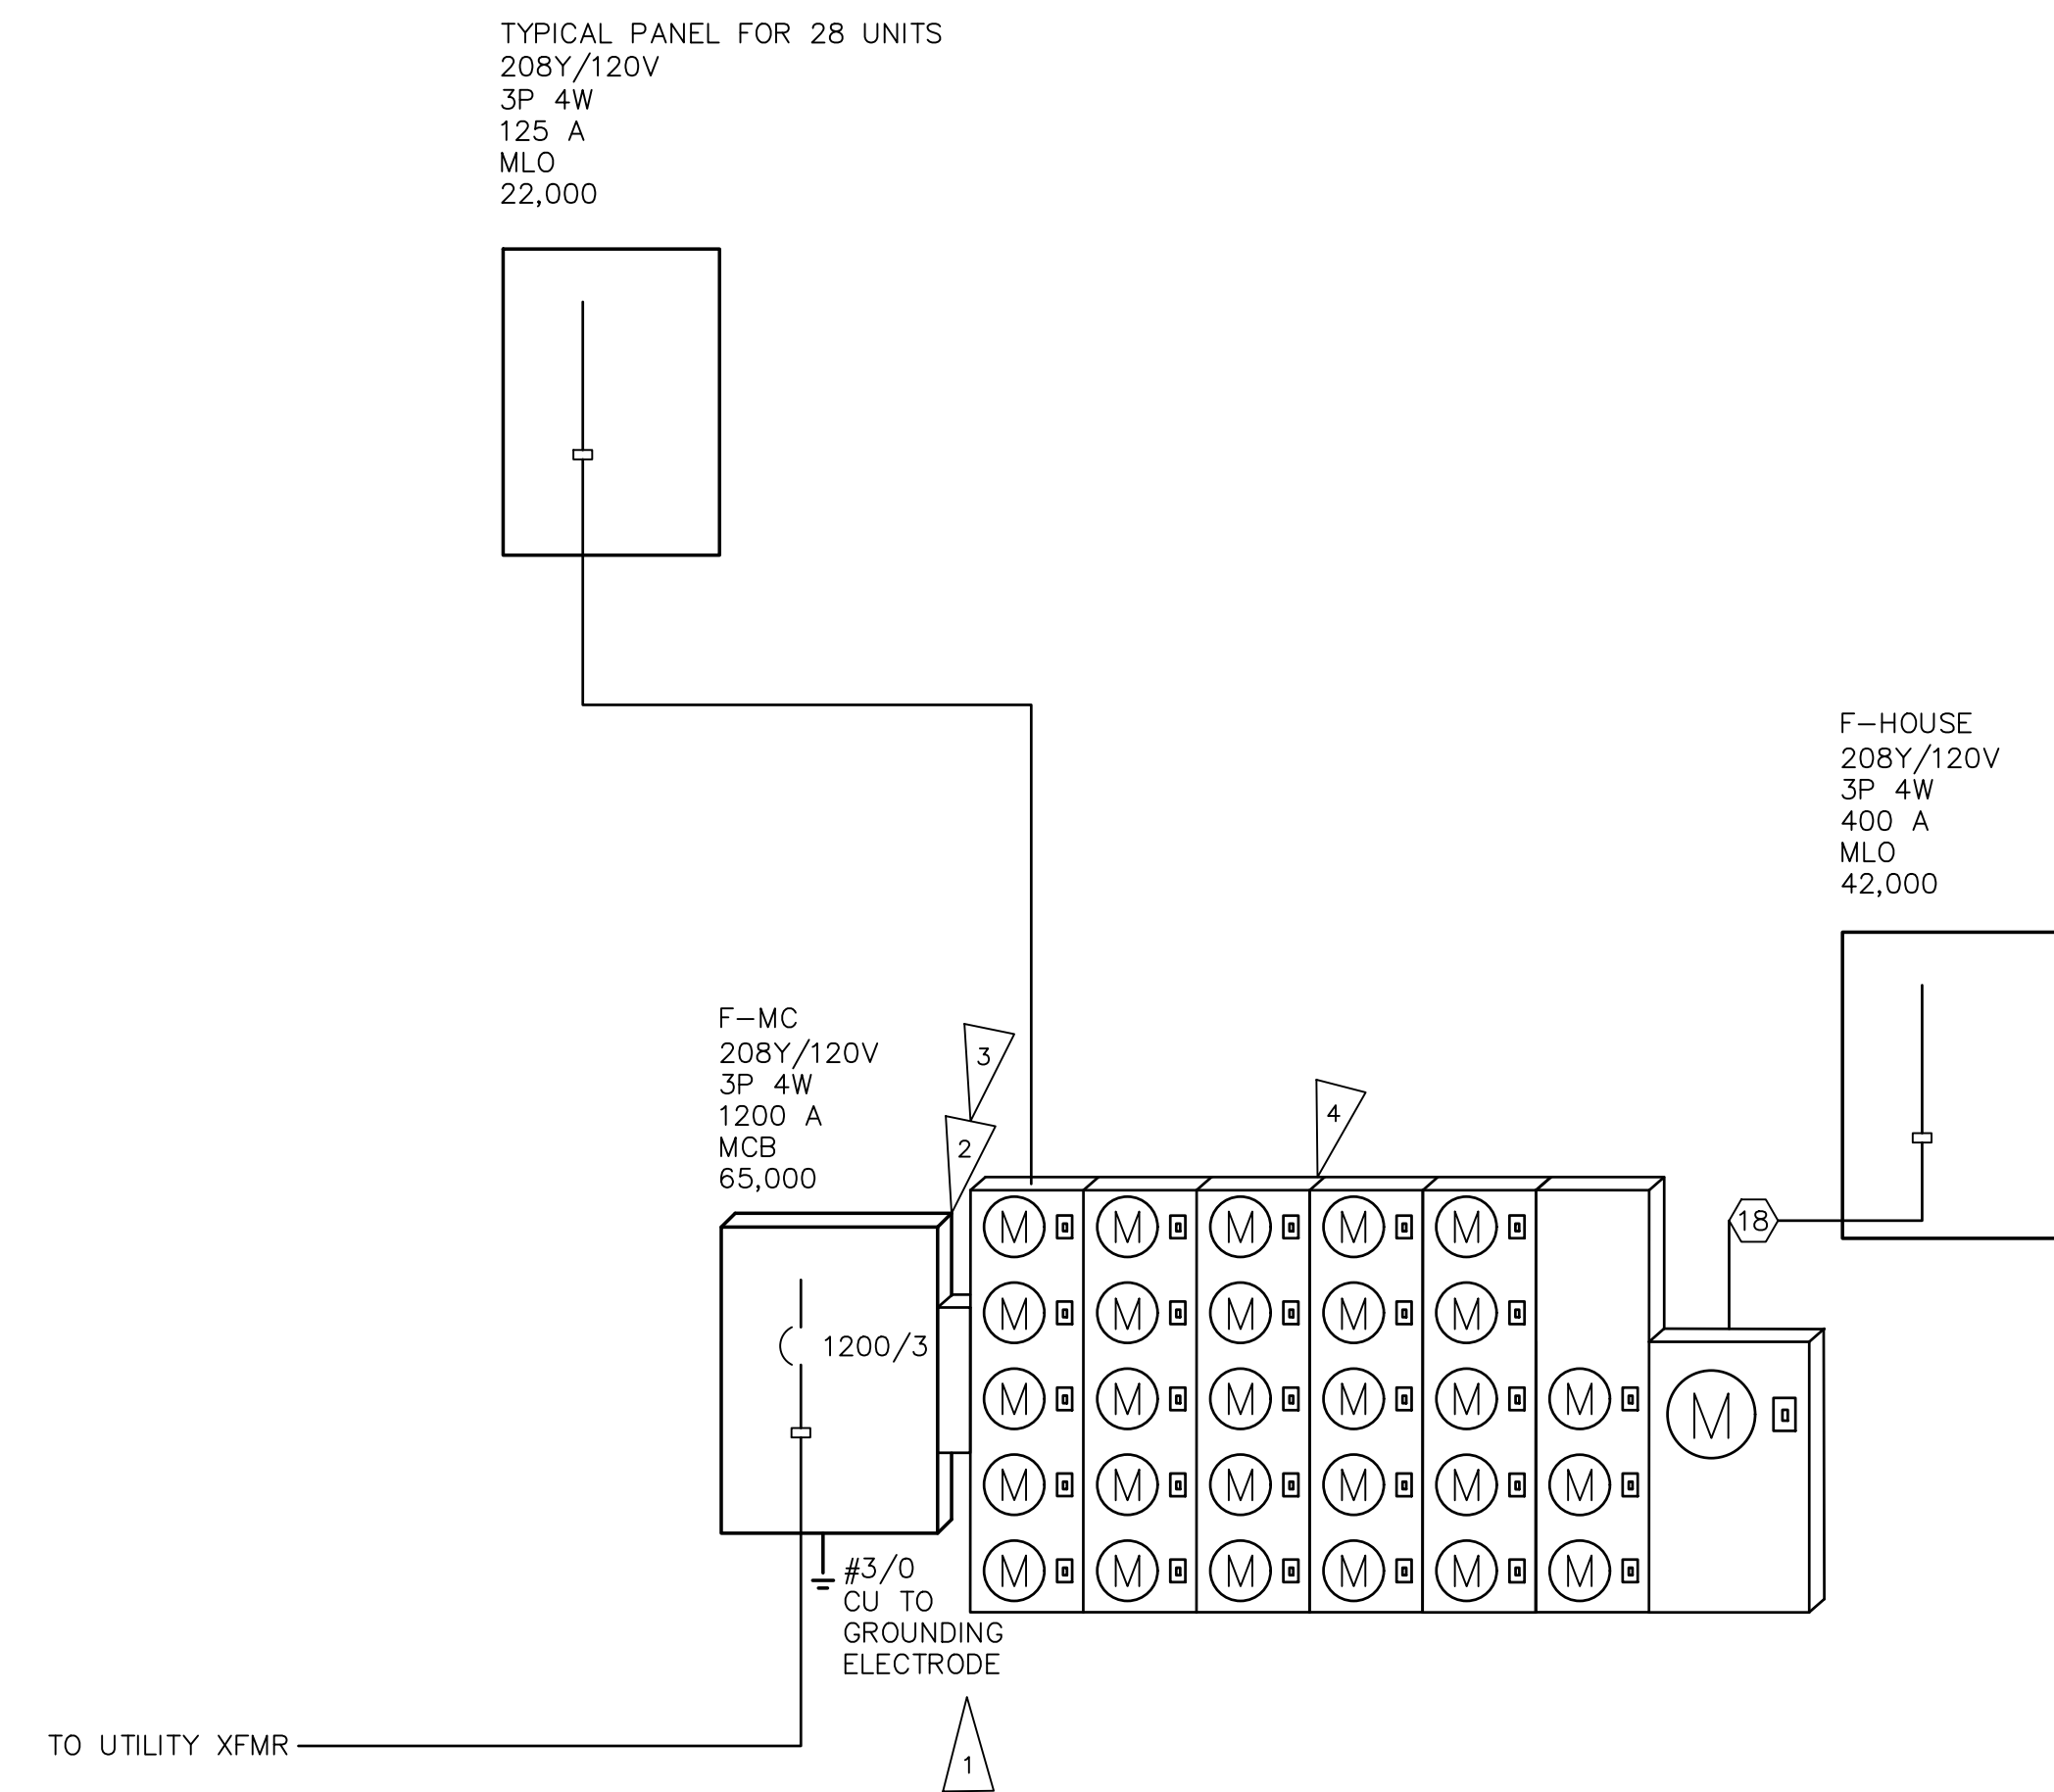 TYPICAL PANEL FOR 28 UNITS
208Y/120V
3P 4W
125 A
MLO
22,000
F-HOUSE
208Y/120V
3P 4W
400 A
MLO
42,000
F-MC
208Y/120V
3P 4W
1200 A
MCB
65,000
3
2
4
18
1200/3
M M M M M
M M M M M
M M M M M M M
M M M M M M
M M M M M M
#3/0
CU TO
GROUNDING
ELECTRODE
TO UTILITY XFMR
1